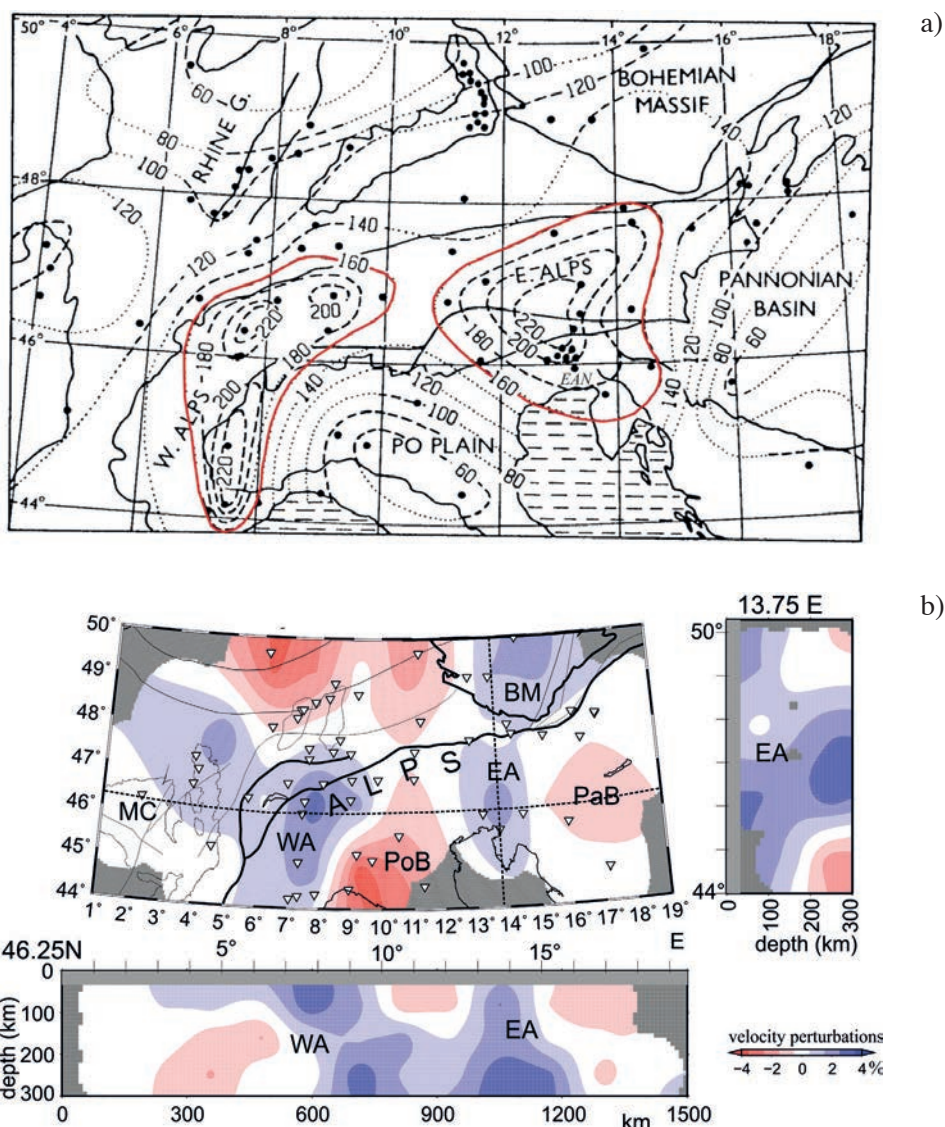 a)
50° 4° 6° 8° 10° 12° 14° 16° 18°
60
RHINE G.
100
120
BOHEMIAN
MASSIF
80
100
140
120
48°
120
140
120
160
E-ALPS
PANNONIAN
BASIN
220
200
220
180
200
100
80
60
46°
180
180
200
140
160
EAN
140
W. ALPS
120
100
PO PLAIN
220
60
80
44°
b)
50°
49°
48°
47°
46°
45°
44°
BM
ALPS
EA
MC
WA
PaB
PoB
1° 2° 3° 4° 5° 6° 7° 8° 9° 10° 11° 12° 13° 14° 15° 16° 17° 18° 19°
13.75 E
50°
EA
44°
0 100 200 300
depth (km)
46.25N 5° 10° 15° E
0
100
200
300
depth (km)
WA
EA
0 300 600 900 1200 1500
km
velocity perturbations
−4 −2 0 2 4 %